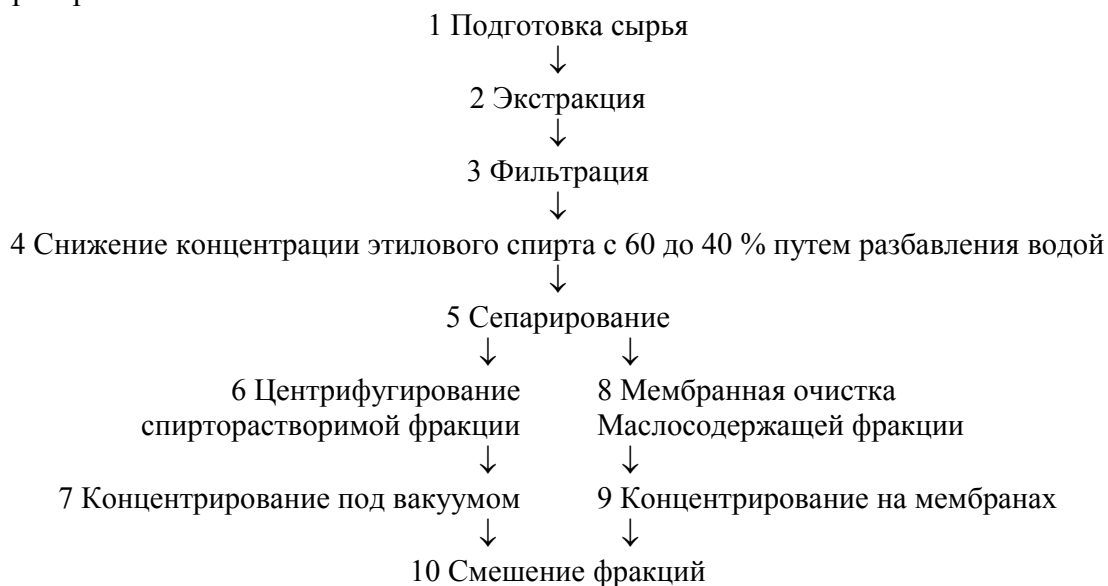 1 Подготовка сырья
↓
2 Экстракция
↓
3 Фильтрация
↓
4 Снижение концентрации этилового спирта с 60 до 40 % путем разбавления водой
↓
5 Сепарирование
↓ ↓
6 Центрифугирование 8 Мембранная очистка
спирторастворимой фракции Маслосодержащей фракции
↓ ↓
7 Концентрирование под вакуумом 9 Концентрирование на мембранах
↓ ↓
10 Смешение фракций